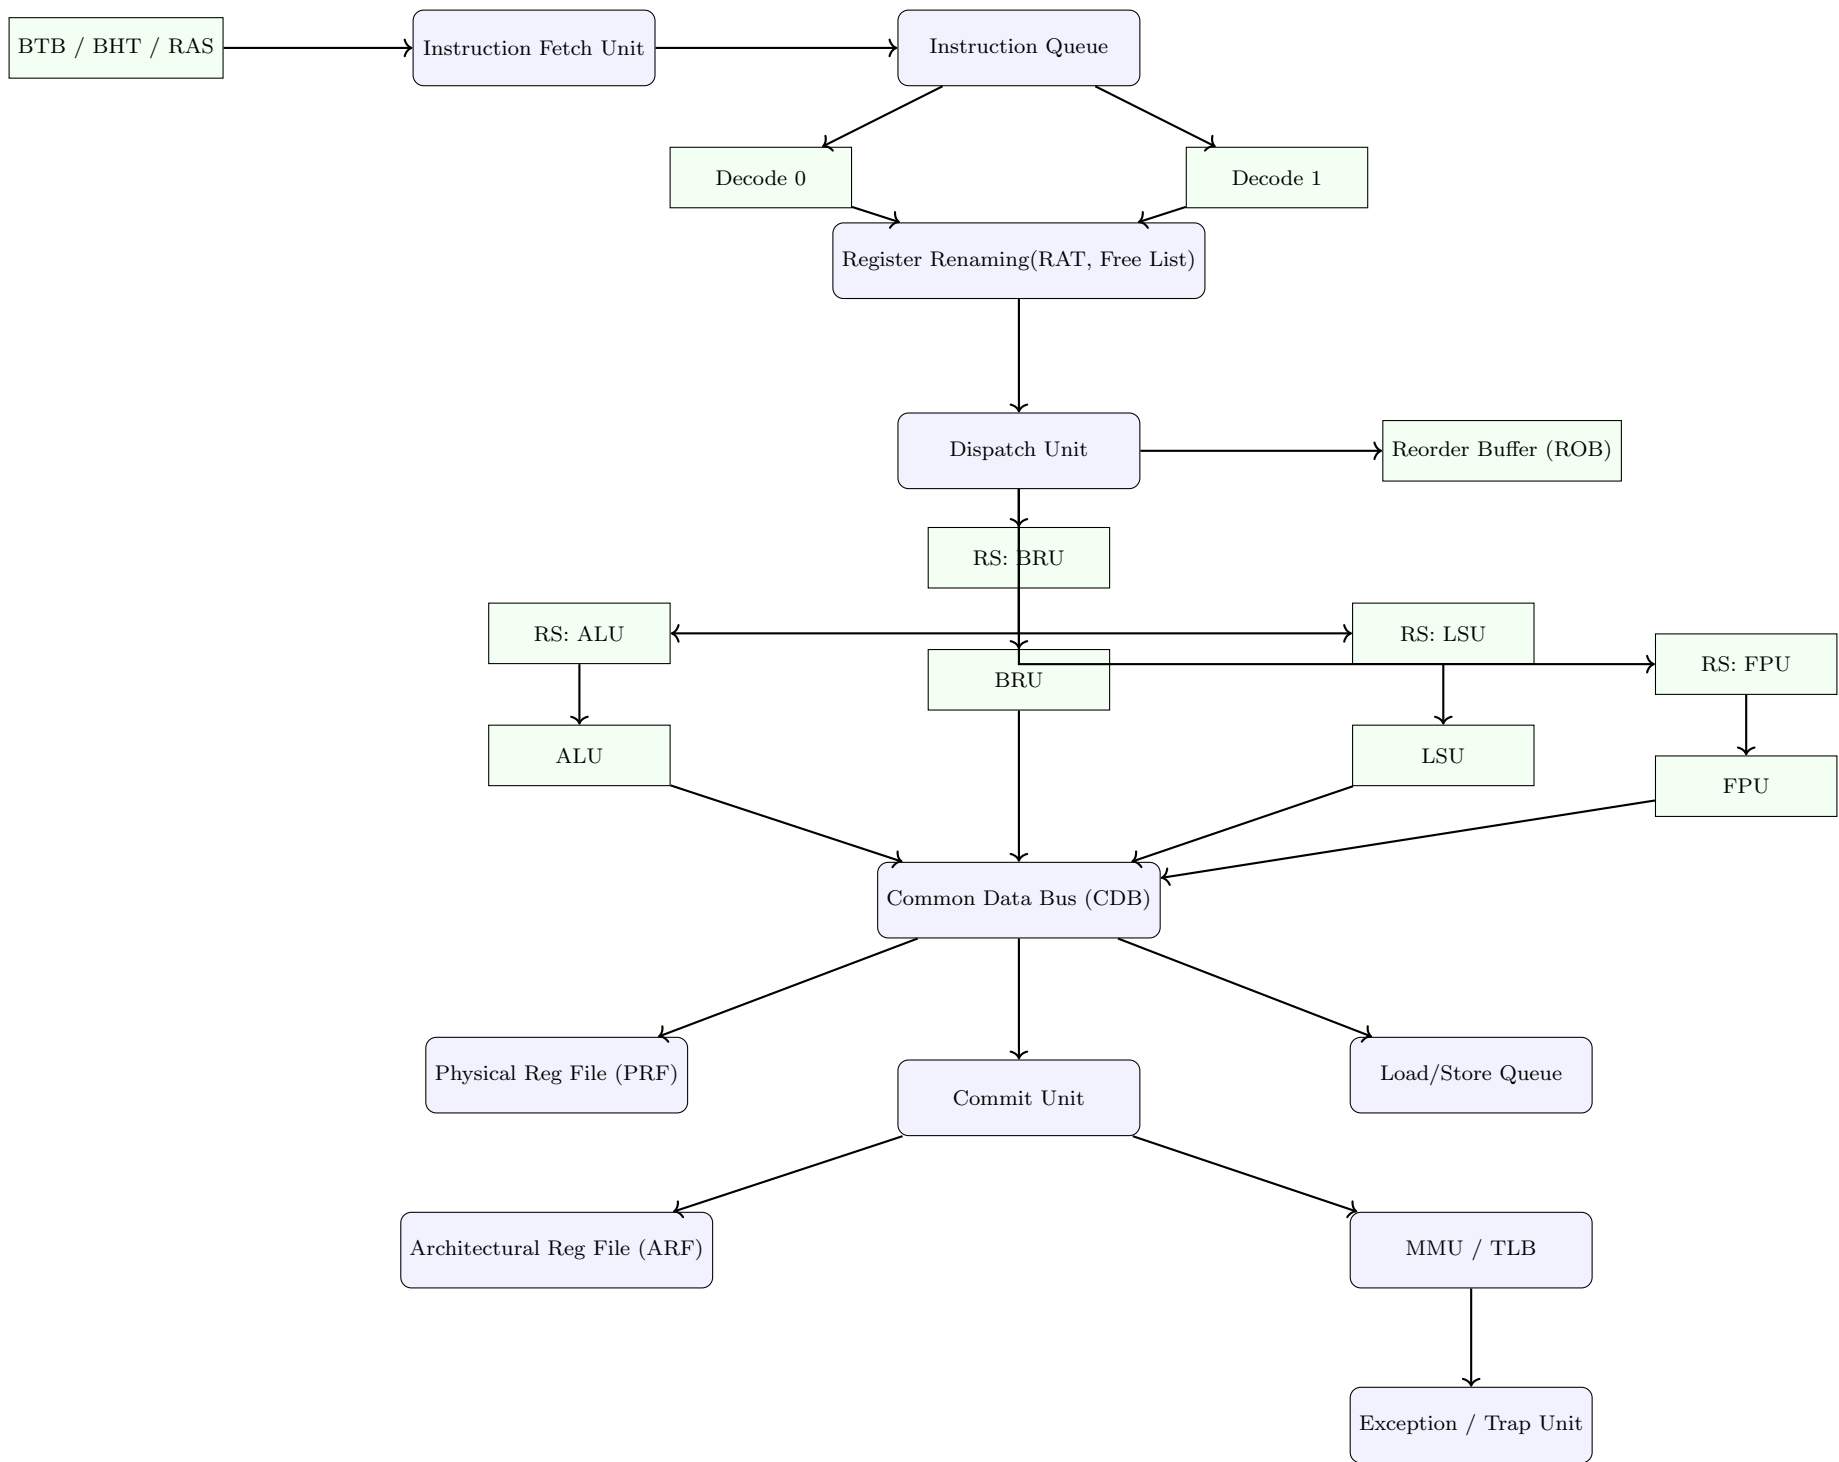 BTB / BHT / RAS
Instruction Fetch Unit
Instruction Queue
Decode 0
Decode 1
Register Renaming(RAT, Free List)
Dispatch Unit
Reorder Buffer (ROB)
RS: BRU
RS: ALU
RS: LSU
RS: FPU
BRU
ALU
LSU
FPU
Common Data Bus (CDB)
Physical Reg File (PRF)
Commit Unit
Load/Store Queue
Architectural Reg File (ARF)
MMU / TLB
Exception / Trap Unit